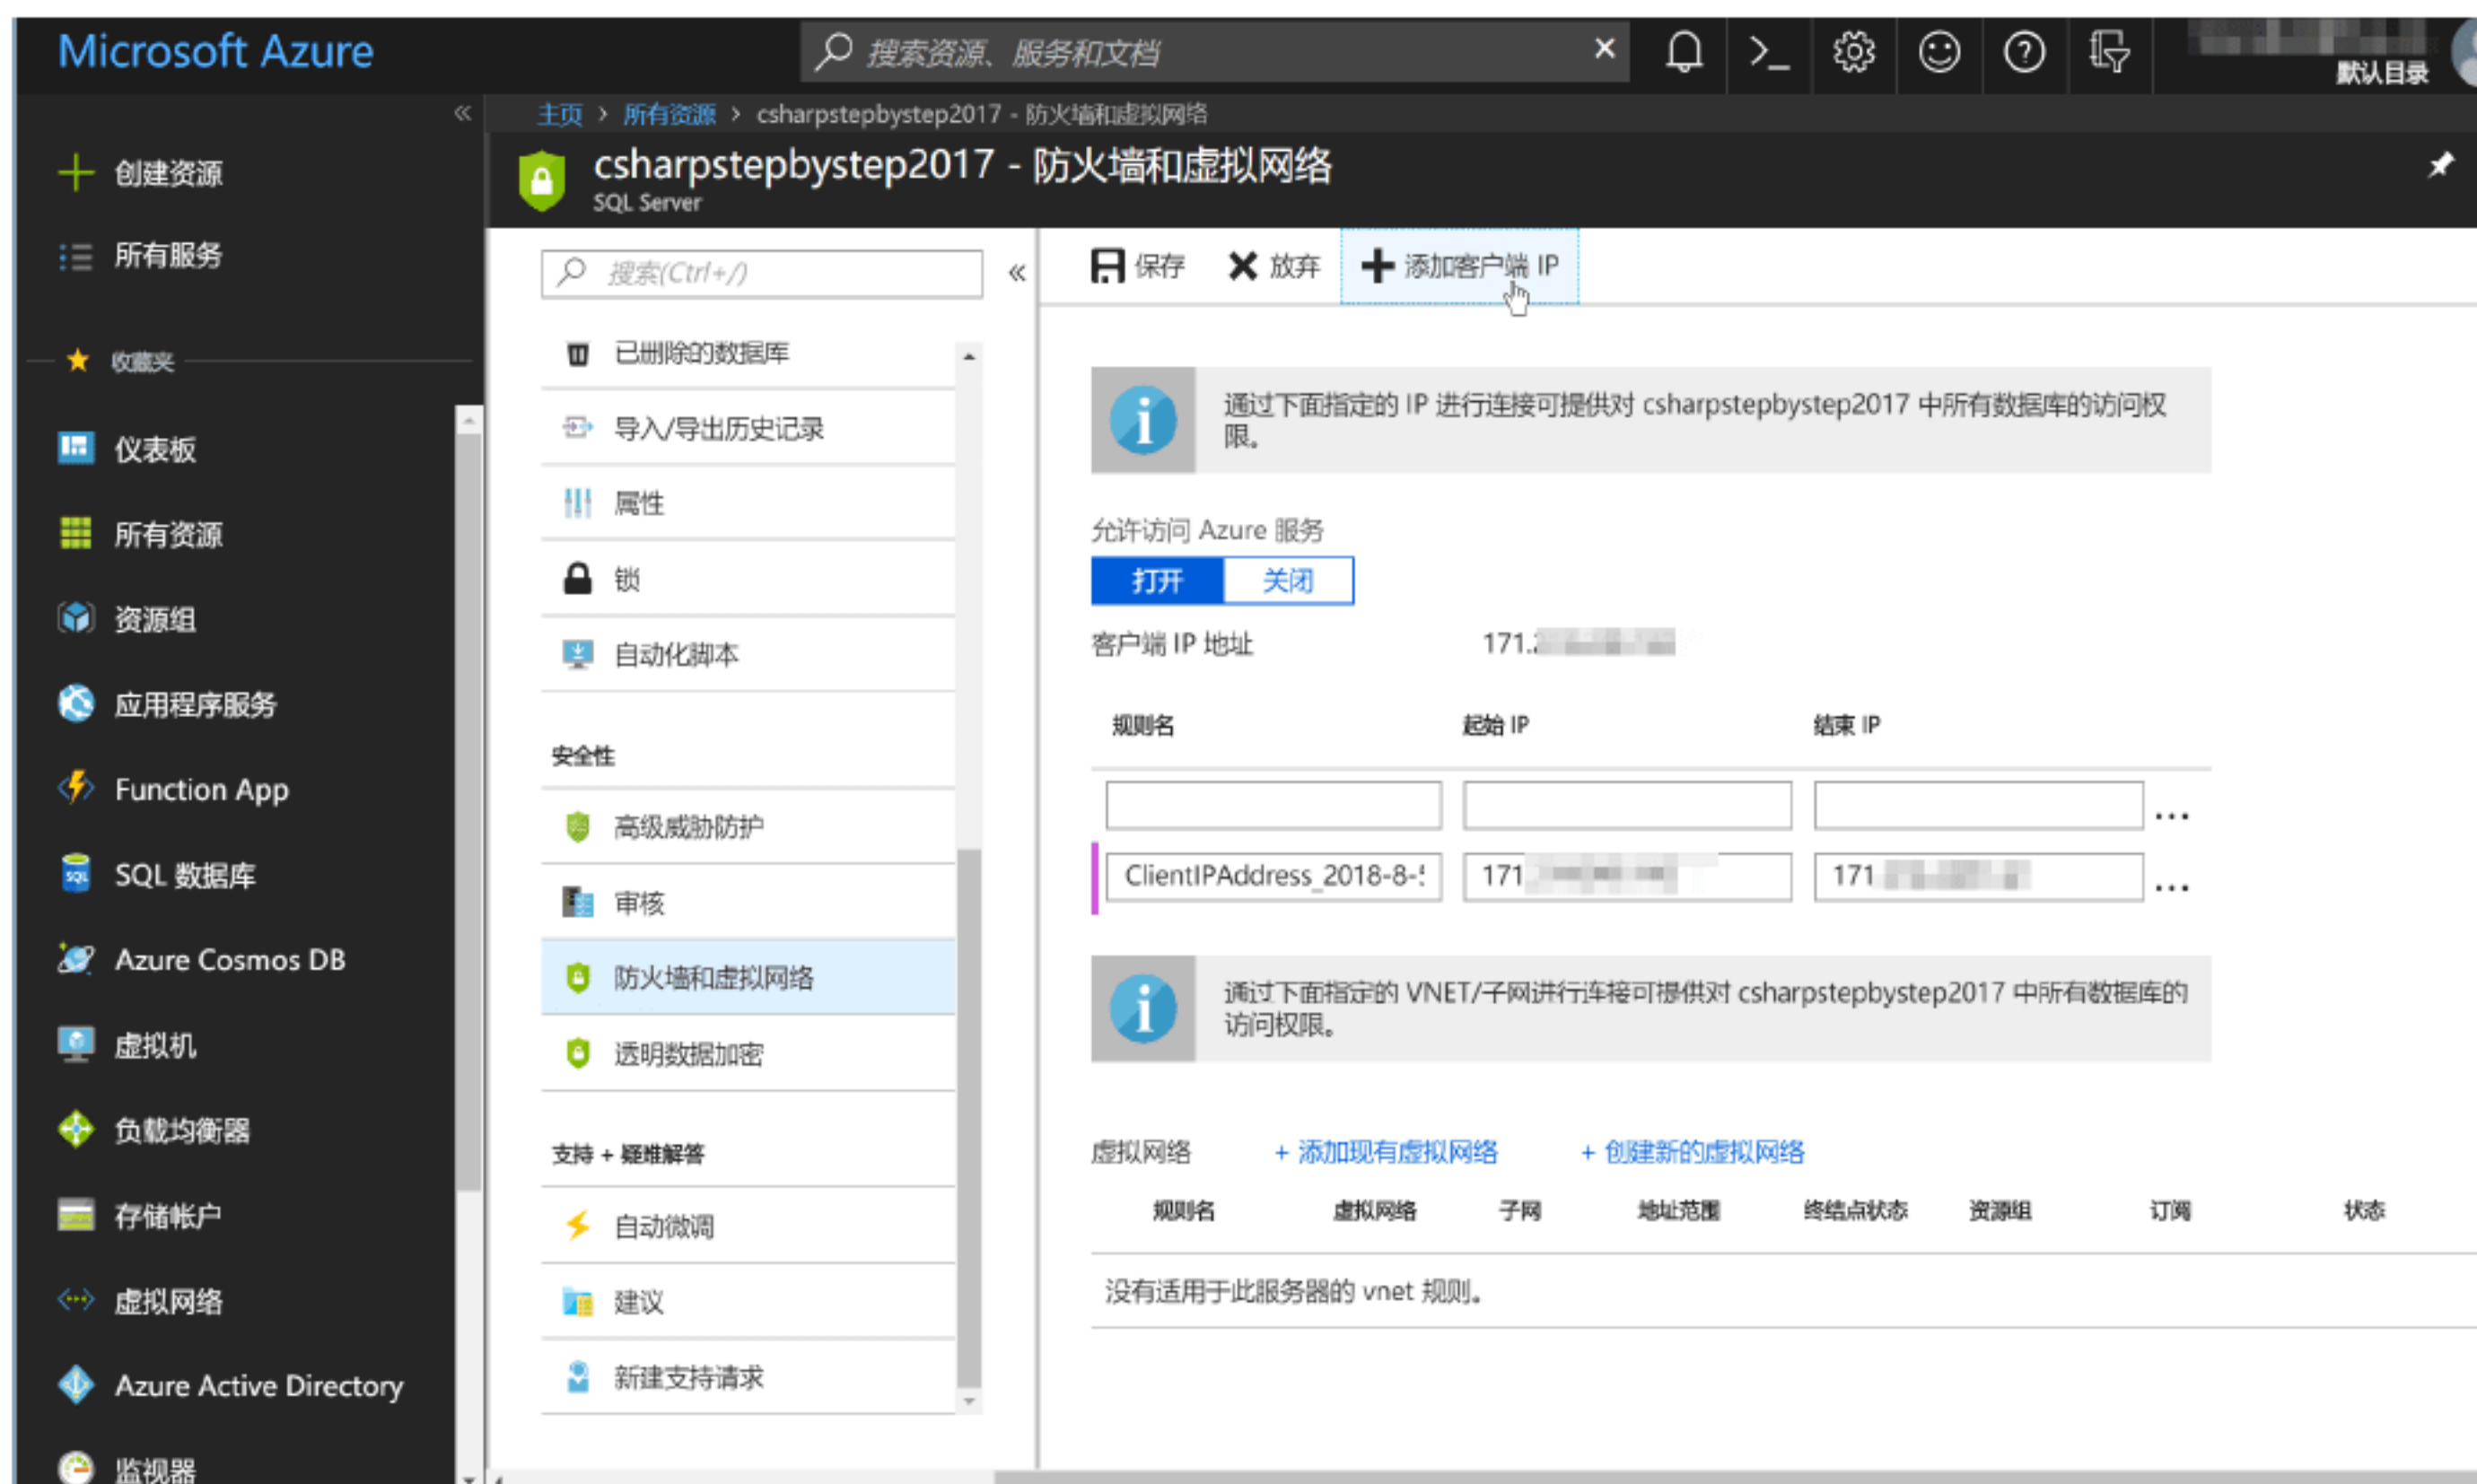 Microsoft Azure
搜索资源、服务和文档
默认目录
主页 > 所有资源 > csharpstepbystep2017 - 防火墙和虚拟网络
csharpstepbystep2017 - 防火墙和虚拟网络
SQL Server
创建资源
所有服务
收藏夹
仪表板
所有资源
资源组
应用程序服务
Function App
SQL 数据库
Azure Cosmos DB
虚拟机
负载均衡器
存储帐户
虚拟网络
Azure Active Directory
监视器
搜索(Ctrl+/)
已删除的数据库
导入/导出历史记录
属性
锁
自动化脚本
安全性
高级威胁防护
审核
防火墙和虚拟网络
透明数据加密
支持 + 疑难解答
自动微调
建议
新建支持请求
保存 放弃 添加客户端 IP
通过下面指定的 IP 进行连接可提供对 csharpstepbystep2017 中所有数据库的访问权
限。
允许访问 Azure 服务
打开 关闭
客户端 IP 地址 171.
规则名 起始 IP 结束 IP
ClientIPAddress_2018-8- 171 171
通过下面指定的 VNET/子网进行连接可提供对 csharpstepbystep2017 中所有数据库的
访问权限。
虚拟网络 + 添加现有虚拟网络 + 创建新的虚拟网络
规则名 虚拟网络 子网 地址范围 终结点状态 资源组 订阅 状态
没有适用于此服务器的 vnet 规则。